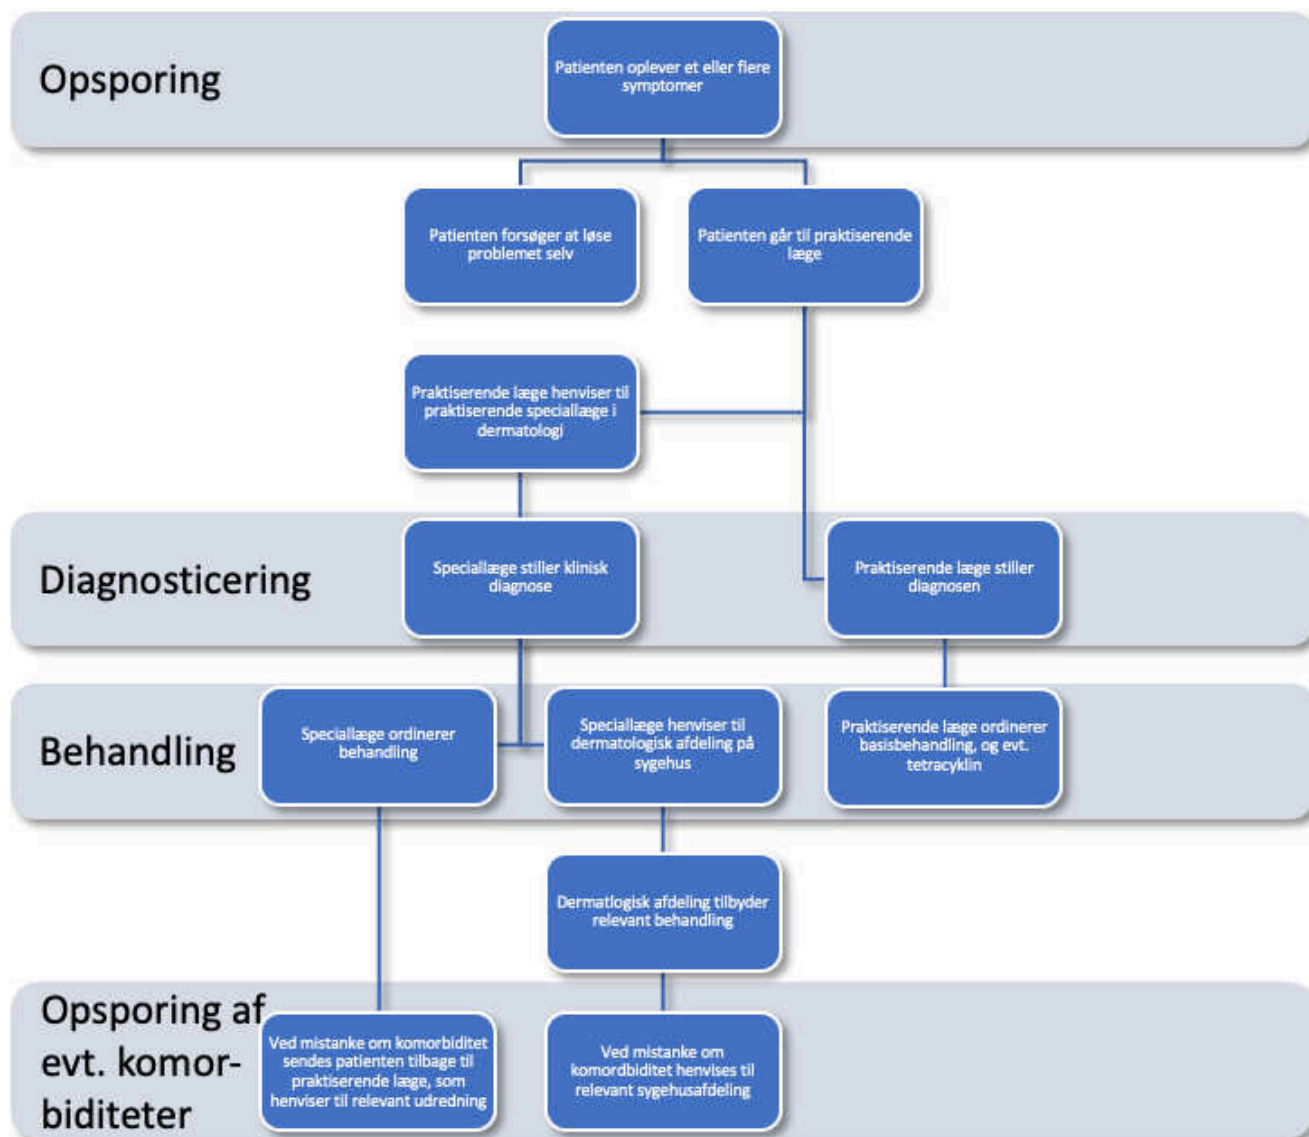 Opsporing
Patienten oplever et eller flere
symptomer
Patienten forsøger at løse
problemet selv
Patienten går til praktiserende
læge
Praktiserende læge henviser til
praktiserende speciallæge i
dermatologi
Diagnosticering
Speciallæge stiller klinisk
diagnose
Praktiserende læge stiller
diagnosen
Behandling
Speciallæge ordinerer
behandling
Speciallæge henviser til
dermatologisk afdeling på
sygehus
Praktiserende læge ordinerer
basisbehandling, og evt.
tetracyklin
Dermatlogisk afdeling tilbyder
relevant behandling
Opsporing af
evt. komor-
biditeter
Ved mistanke om komorbiditet
sendes patienten tilbage til
praktiserende læge, som
henviser til relevant udredning
Ved mistanke om
komordbiditet henvises til
relevant sygehusafdeling